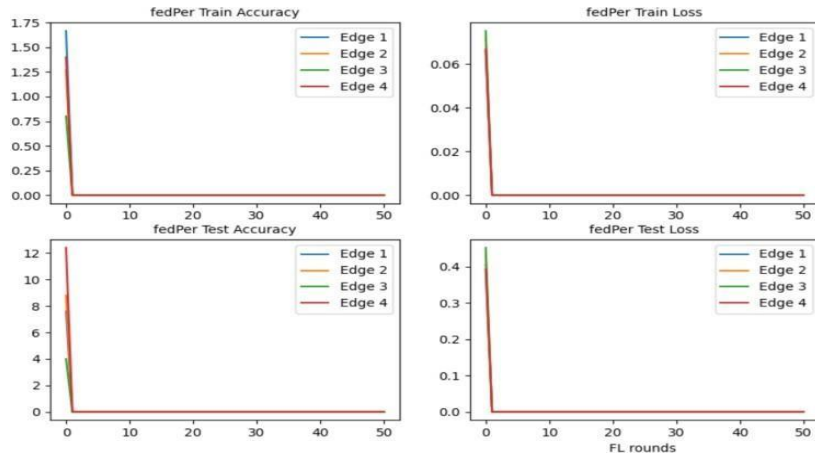 fedPer Train Accuracy
1.75
1.50
1.25
1.00
0.75
0.50
0.25
0.00
0 10 20 30 40 50
Edge 1
Edge 2
Edge 3
Edge 4
fedPer Train Loss
0.06
0.04
0.02
0.00
0 10 20 30 40 50
Edge 1
Edge 2
Edge 3
Edge 4
fedPer Test Accuracy
12
10
8
6
4
2
0
0 10 20 30 40 50
Edge 1
Edge 2
Edge 3
Edge 4
fedPer Test Loss
0.4
0.3
0.2
0.1
0.0
0 10 20 30 40 50
Edge 1
Edge 2
Edge 3
Edge 4
FL rounds